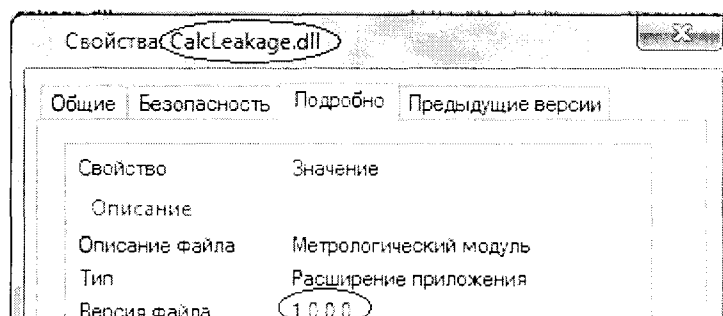 Свойства: CalcLeakage.dll
Общие Безопасность Подробно Предыдущие версии
Свойство Значение
Описание
Описание файла Метрологический модуль
Тип Расширение приложения
Версия файла 1.0.0.0